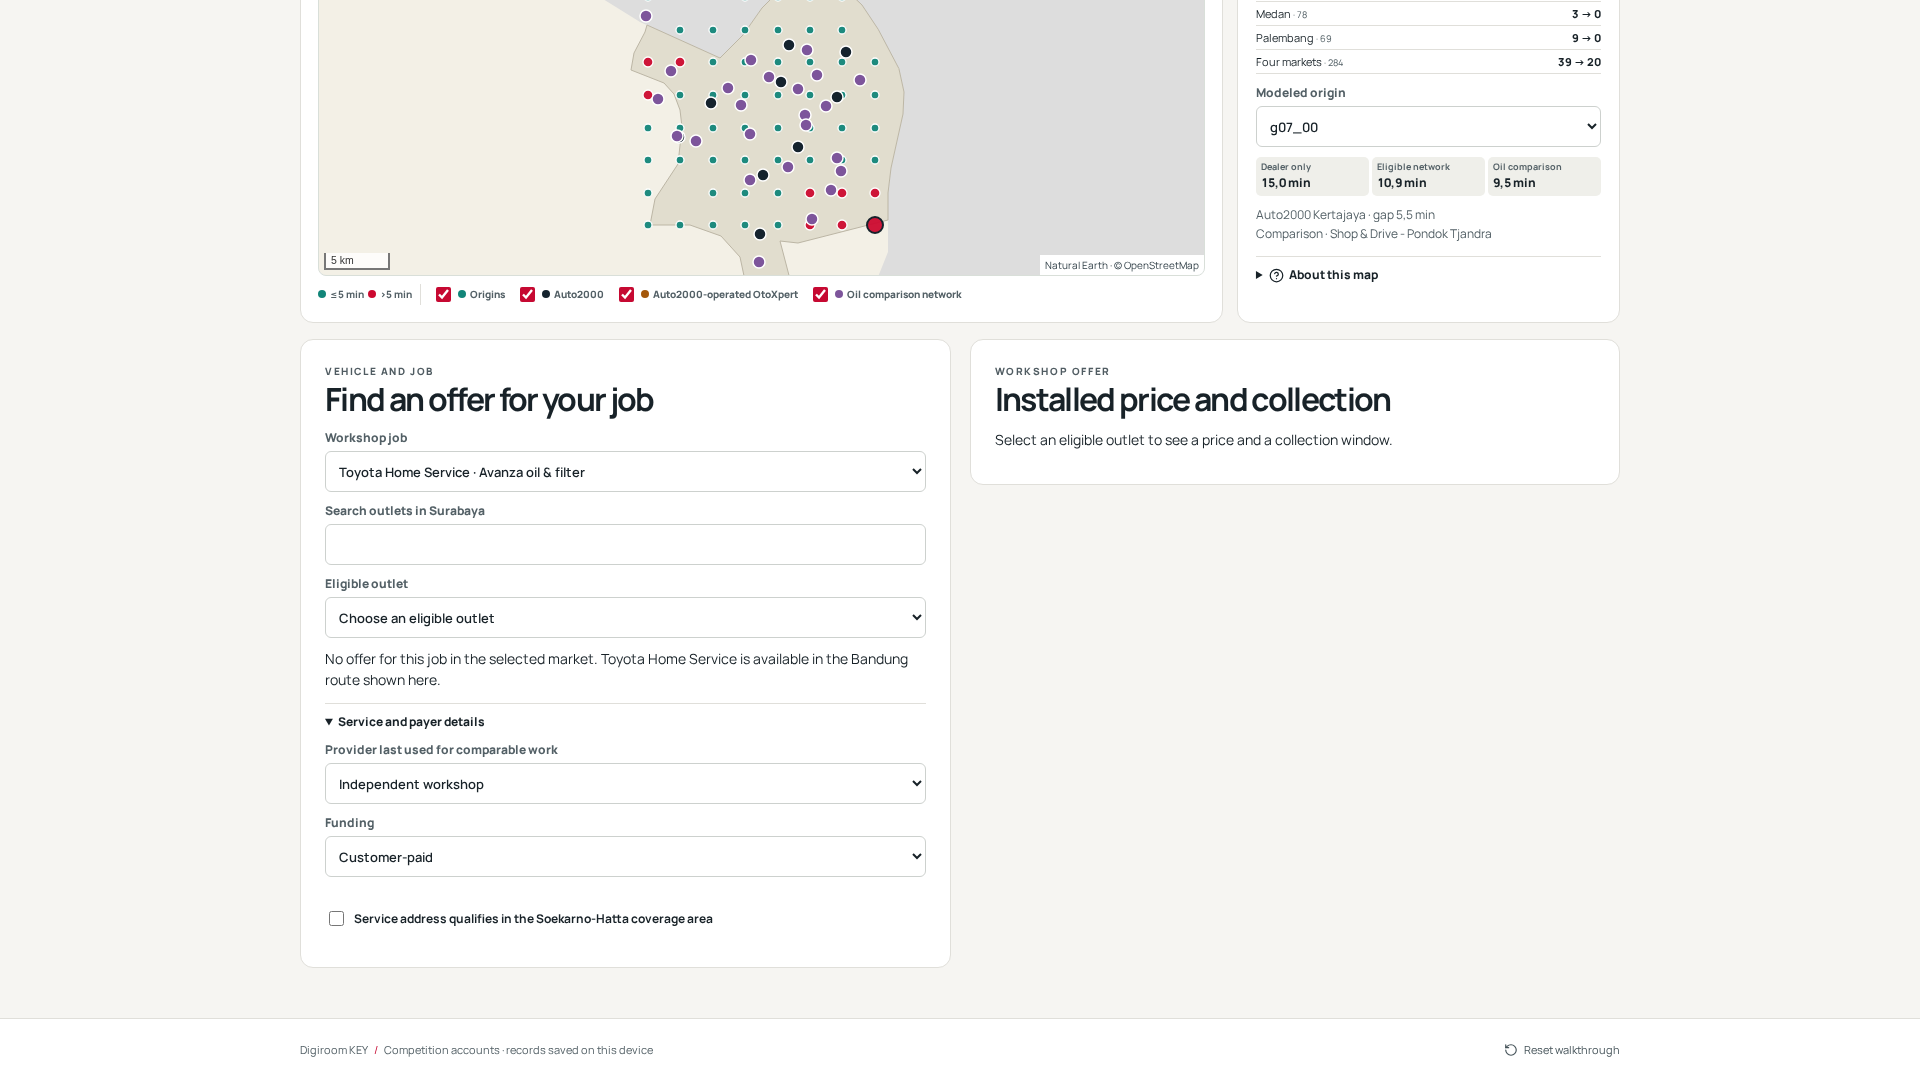 Medan · 78 3 → 0
Palembang · 69 9 → 0
Four markets · 284 39 → 20
Modeled origin
g07_00
Dealer only Eligible network Oil comparison
15,0 min 10,9 min 9,5 min
Auto2000 Kertajaya · gap 5,5 min
Comparison · Shop & Drive - Pondok Tjandra
About this map
5 km
Natural Earth · © OpenStreetMap
≤5 min >5 min Origins Auto2000 Auto2000-operated OtoXpert Oil comparison network
VEHICLE AND JOB
Find an offer for your job
Workshop job
Toyota Home Service · Avanza oil & filter
Search outlets in Surabaya
Eligible outlet
Choose an eligible outlet
No offer for this job in the selected market. Toyota Home Service is available in the Bandung
route shown here.
Service and payer details
Provider last used for comparable work
Independent workshop
Funding
Customer-paid
Service address qualifies in the Soekarno-Hatta coverage area
WORKSHOP OFFER
Installed price and collection
Select an eligible outlet to see a price and a collection window.
Digiroom KEY / Competition accounts · records saved on this device
Reset walkthrough